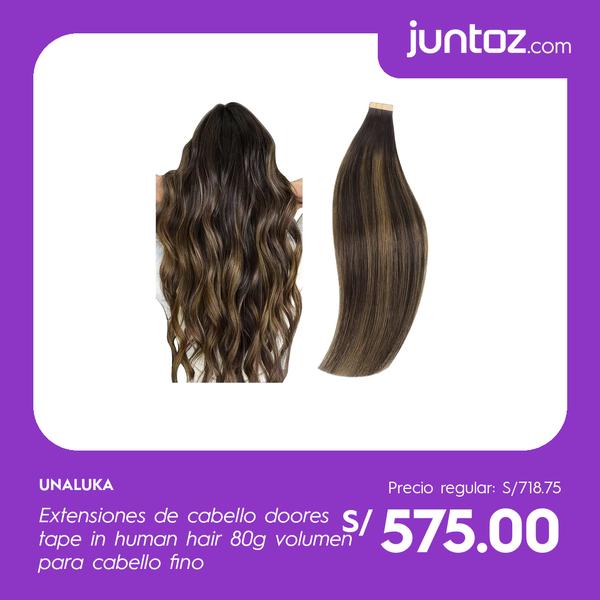 juntoz.com
UNALUKA
Extensiones de cabello doores
tape in human hair 80g volumen
para cabello fino
Precio regular: S/718.75
S/ 575.00